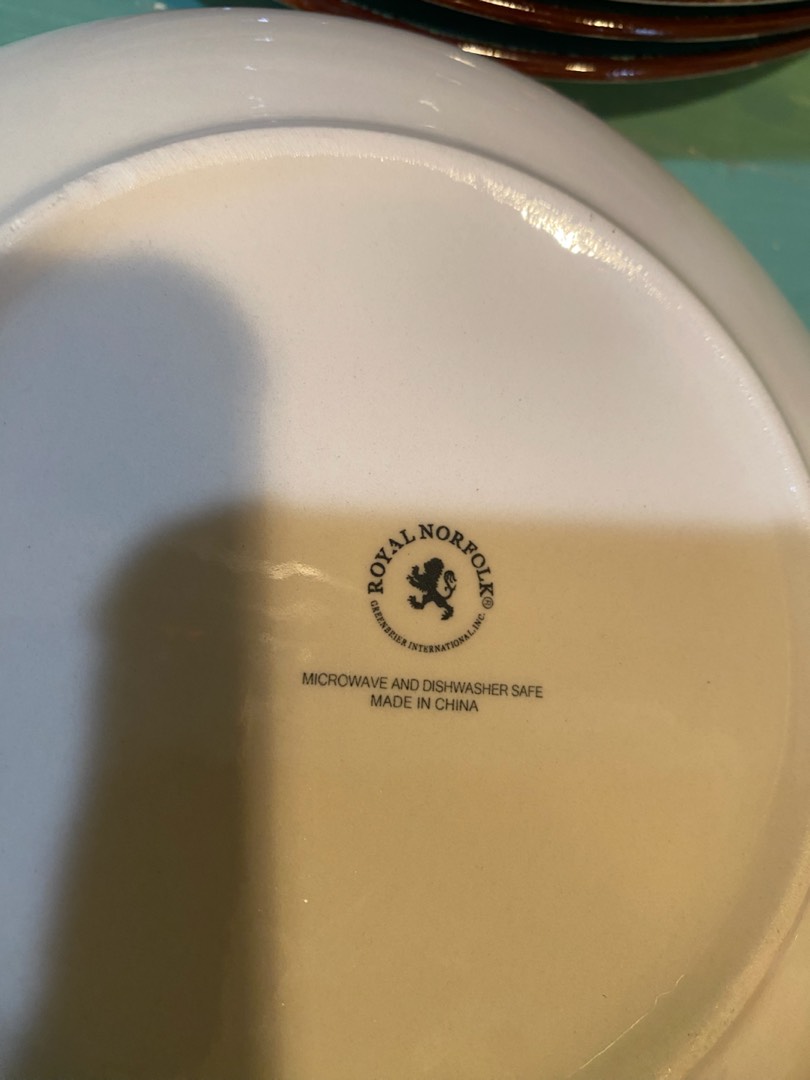 ROYAL NORFOLK®
GREENBRIER INTERNATIONAL, INC.
MICROWAVE AND DISHWASHER SAFE
MADE IN CHINA